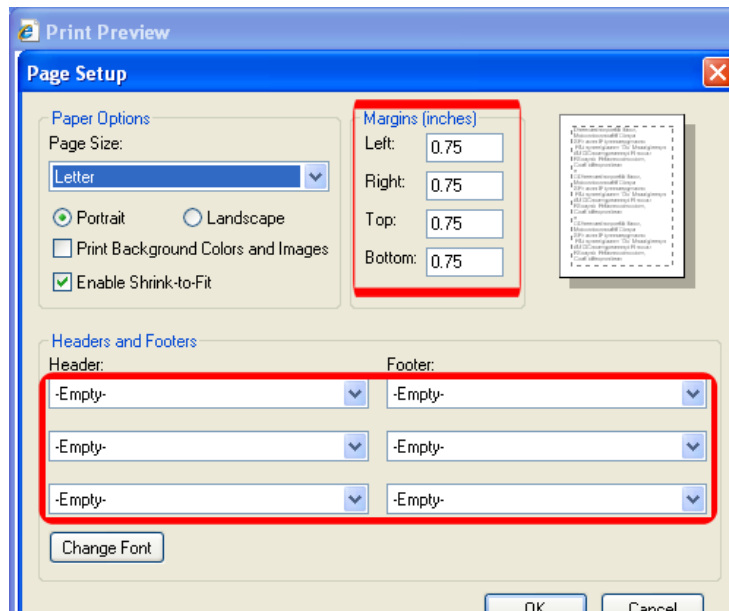 Print Preview
Page Setup
Paper Options
Page Size:
Letter
Portrait
Landscape
Print Background Colors and Images
Enable Shrink-to-Fit
Margins (inches)
Left: 0.75
Right: 0.75
Top: 0.75
Bottom: 0.75
Headers and Footers
Header: Footer:
-Empty- -Empty-
-Empty- -Empty-
-Empty- -Empty-
Change Font
OK Cancel